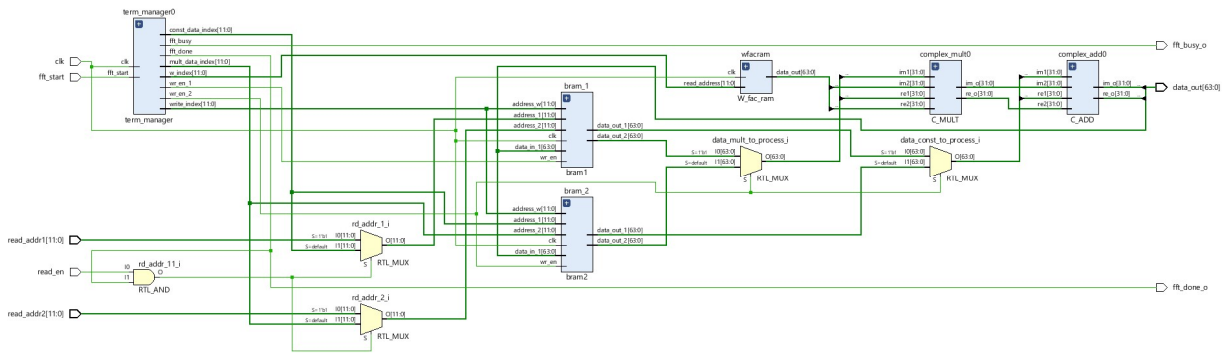 term_manager0
const_data_index[11:0]
fft_busy
fft_done
clk
mult_data_index[11:0]
fft_start
w_index[11:0]
wr_en_1
wr_en_2
write_index[11:0]
term_manager
clk
fft_start
wfacram
clk
read_address[11:0]
data_out[31:0]
W_fac_ram
complex_mult0
im1[31:0]
im2[31:0]
re1[31:0]
re2[31:0]
im_o[31:0]
re_o[31:0]
C_MULT
complex_add0
im1[31:0]
im2[31:0]
re1[31:0]
re2[31:0]
im_o[31:0]
re_o[31:0]
C_ADD
fft_busy_o
data_out[63:0]
bram_1
address_w[11:0]
address_1[11:0]
address_2[11:0]
clk
data_in_1[63:0]
wr_en
data_out_1[63:0]
data_out_2[63:0]
bram1
data_mult_to_process_i
S=1'b1
I0[63:0]
S=default
I1[63:0]
O[63:0]
S
RTL_MUX
data_const_to_process_i
S=1'b1
I0[63:0]
S=default
I1[63:0]
O[63:0]
S
RTL_MUX
bram_2
address_w[11:0]
address_1[11:0]
address_2[11:0]
clk
data_in_1[63:0]
wr_en
data_out_1[63:0]
data_out_2[63:0]
bram2
read_addr1[11:0]
read_en
read_addr2[11:0]
rd_addr_11_i
I0
I1
O
RTL_AND
rd_addr_1_i
S=1'b1
I0[11:0]
S=default
I1[11:0]
O[11:0]
S
RTL_MUX
rd_addr_2_i
S=1'b1
I0[11:0]
S=default
I1[11:0]
O[11:0]
S
RTL_MUX
fft_done_o